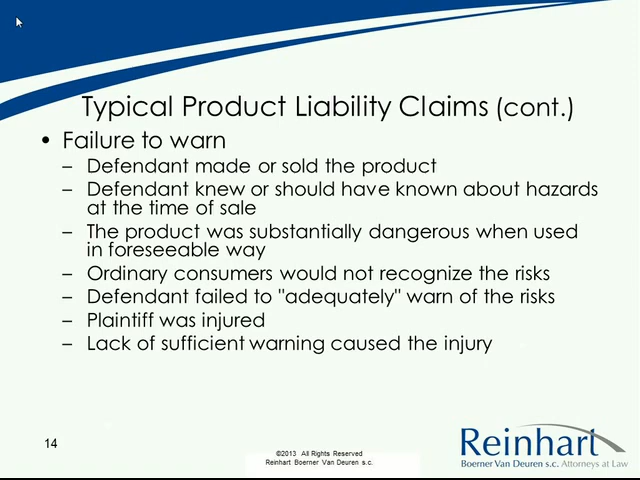 Typical Product Liability Claims (cont.)
• Failure to warn
– Defendant made or sold the product
– Defendant knew or should have known about hazards
at the time of sale
– The product was substantially dangerous when used
in foreseeable way
– Ordinary consumers would not recognize the risks
– Defendant failed to "adequately" warn of the risks
– Plaintiff was injured
– Lack of sufficient warning caused the injury
14
©2013 All Rights Reserved
Reinhart Boerner Van Deuren s.c.
Reinhart
Boerner Van Deuren s.c. Attorneys at Law